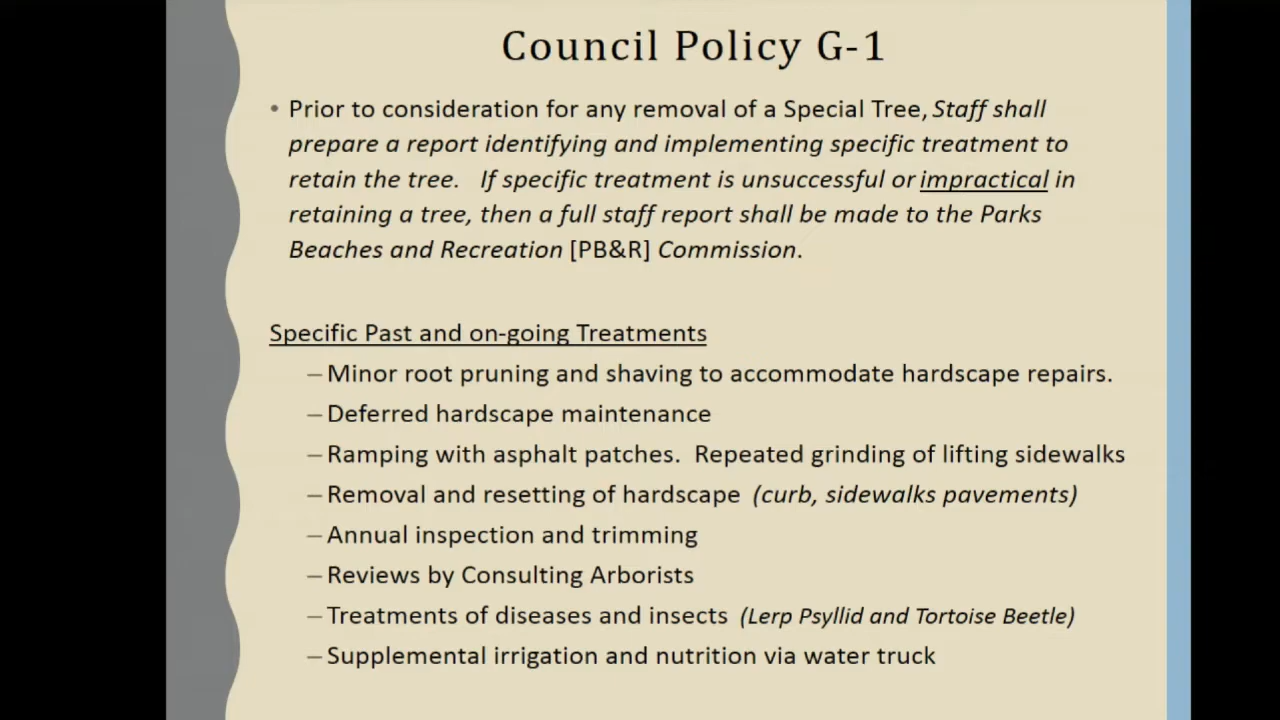 Council Policy G-1
• Prior to consideration for any removal of a Special Tree, Staff shall
prepare a report identifying and implementing specific treatment to
retain the tree. If specific treatment is unsuccessful or impractical in
retaining a tree, then a full staff report shall be made to the Parks
Beaches and Recreation [PB&R] Commission.
Specific Past and on-going Treatments
– Minor root pruning and shaving to accommodate hardscape repairs.
– Deferred hardscape maintenance
– Ramping with asphalt patches. Repeated grinding of lifting sidewalks
– Removal and resetting of hardscape (curb, sidewalks pavements)
– Annual inspection and trimming
– Reviews by Consulting Arborists
– Treatments of diseases and insects (Lerp Psyllid and Tortoise Beetle)
– Supplemental irrigation and nutrition via water truck